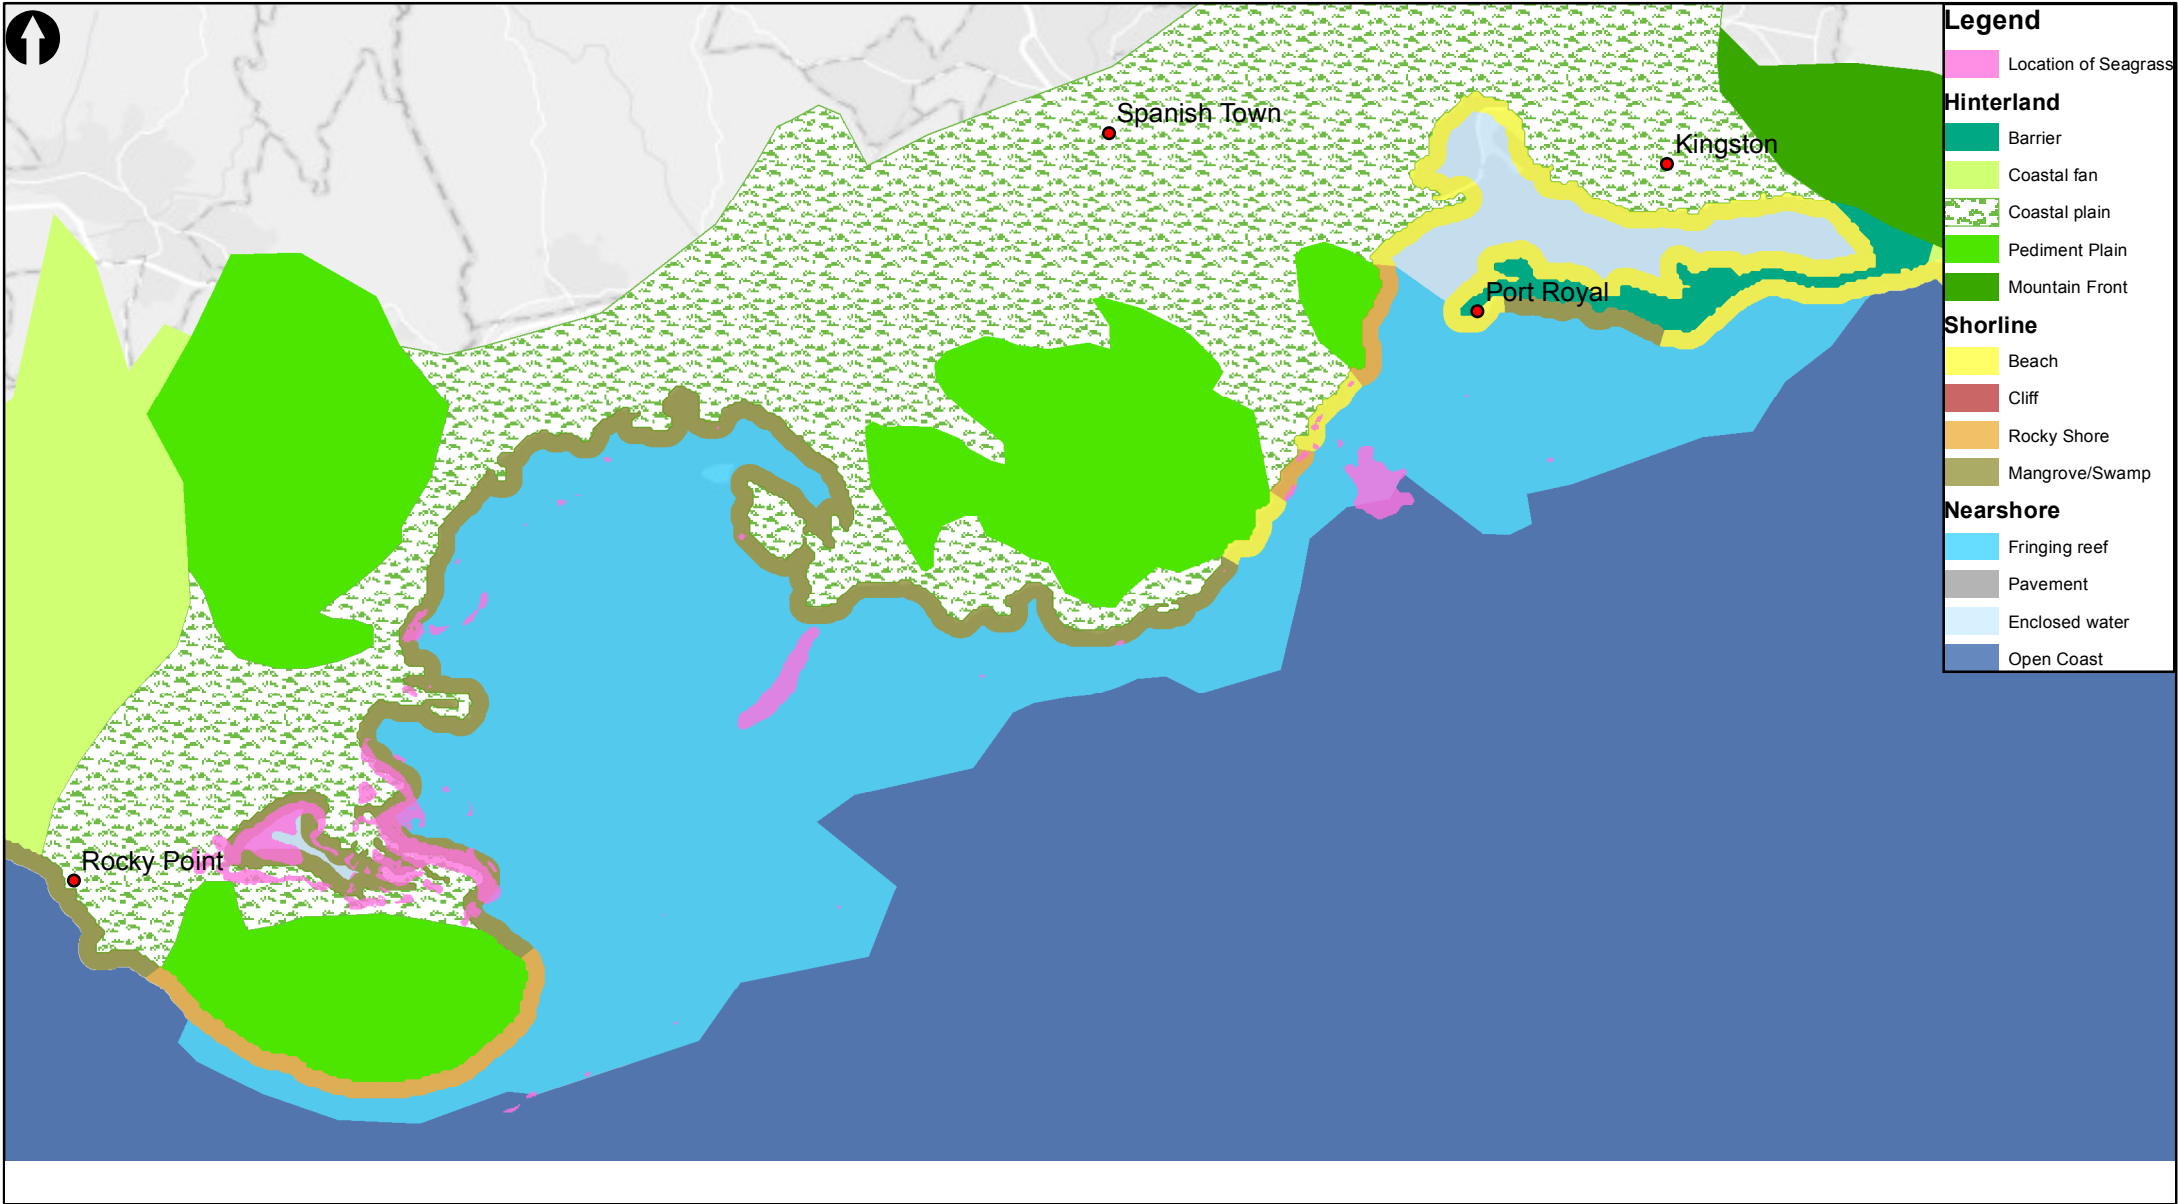 Legend
Location of Seagrass
Hinterland
Barrier
Coastal fan
Coastal plain
Pediment Plain
Mountain Front
Shorline
Beach
Cliff
Rocky Shore
Mangrove/Swamp
Nearshore
Fringing reef
Pavement
Enclosed water
Open Coast
Spanish Town
Kingston
Port Royal
Rocky Point